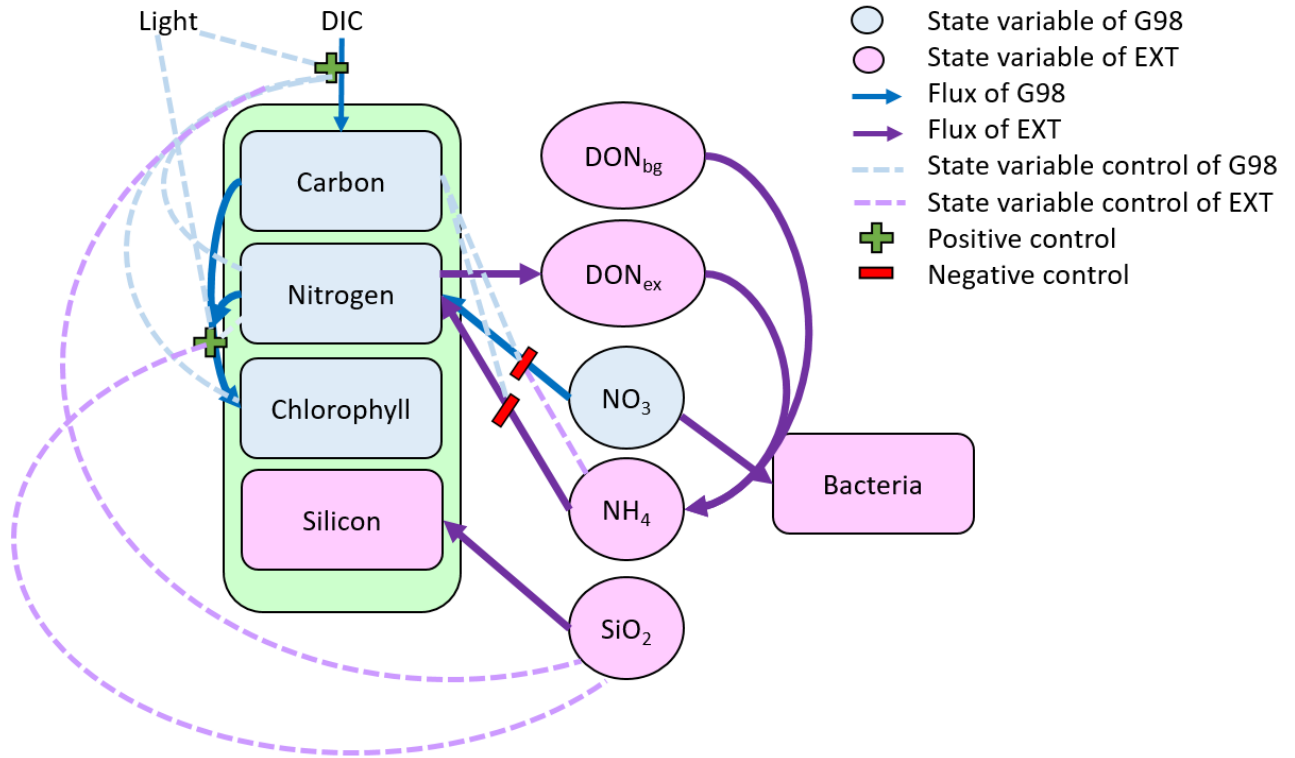 Light
DIC
Carbon
Nitrogen
Chlorophyll
Silicon
DONbg
DONex
NO3
NH4
SiO2
Bacteria
State variable of G98
State variable of EXT
Flux of G98
Flux of EXT
State variable control of G98
State variable control of EXT
Positive control
Negative control